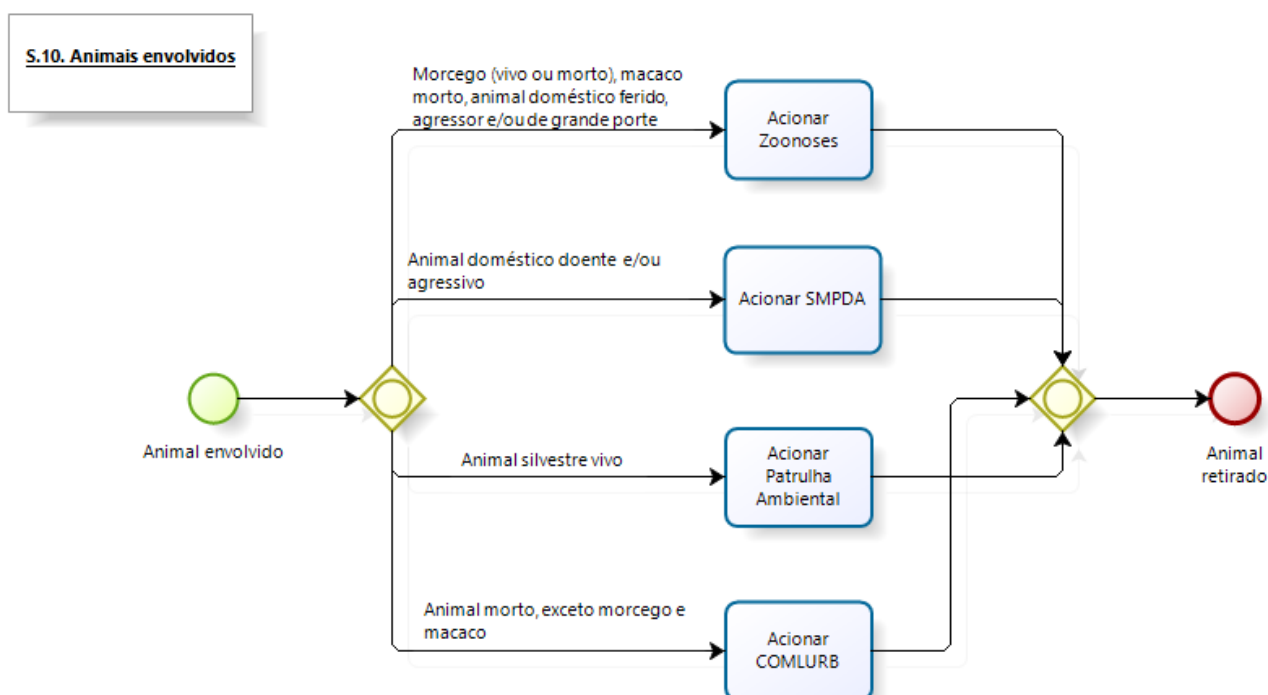 S.10. Animais envolvidos
Morcego (vivo ou morto), macaco
morto, animal doméstico ferido,
agressor e/ou de grande porte
Acionar
Zoonoses
Animal doméstico doente e/ou
agressivo
Acionar SMPDA
Animal envolvido
Animal silvestre vivo
Acionar
Patrulha
Ambiental
Animal
retirado
Animal morto, exceto morcego e
macaco
Acionar
COMLURB